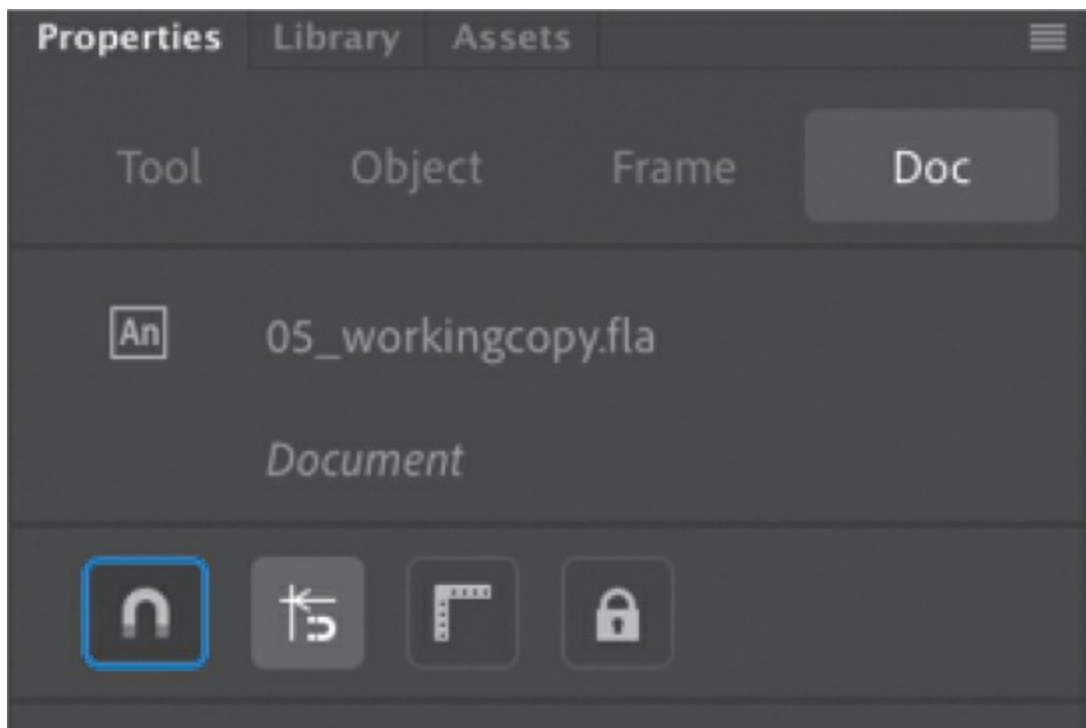 Properties Library Assets
Tool Object Frame Doc
An 05_workingcopy.fla
Document